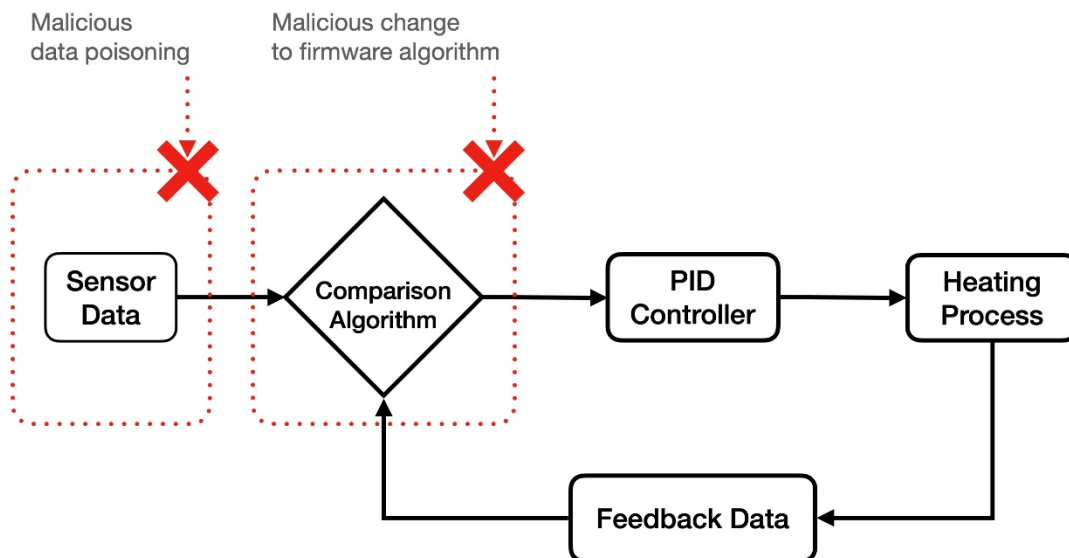 Malicious
data poisoning
Malicious change
to firmware algorithm
Sensor
Data
Comparison
Algorithm
PID
Controller
Heating
Process
Feedback Data